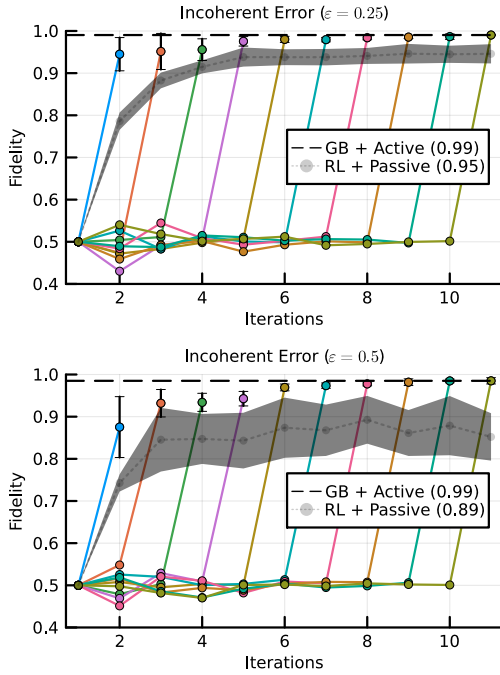 Incoherent Error (ε = 0.25)
1.0
0.9
0.8
0.7
0.6
0.5
0.4
Fidelity
GB + Active (0.99)
RL + Passive (0.95)
2 4 6 8 10
Iterations
Incoherent Error (ε = 0.5)
1.0
0.9
0.8
0.7
0.6
0.5
0.4
Fidelity
GB + Active (0.99)
RL + Passive (0.89)
2 4 6 8 10
Iterations